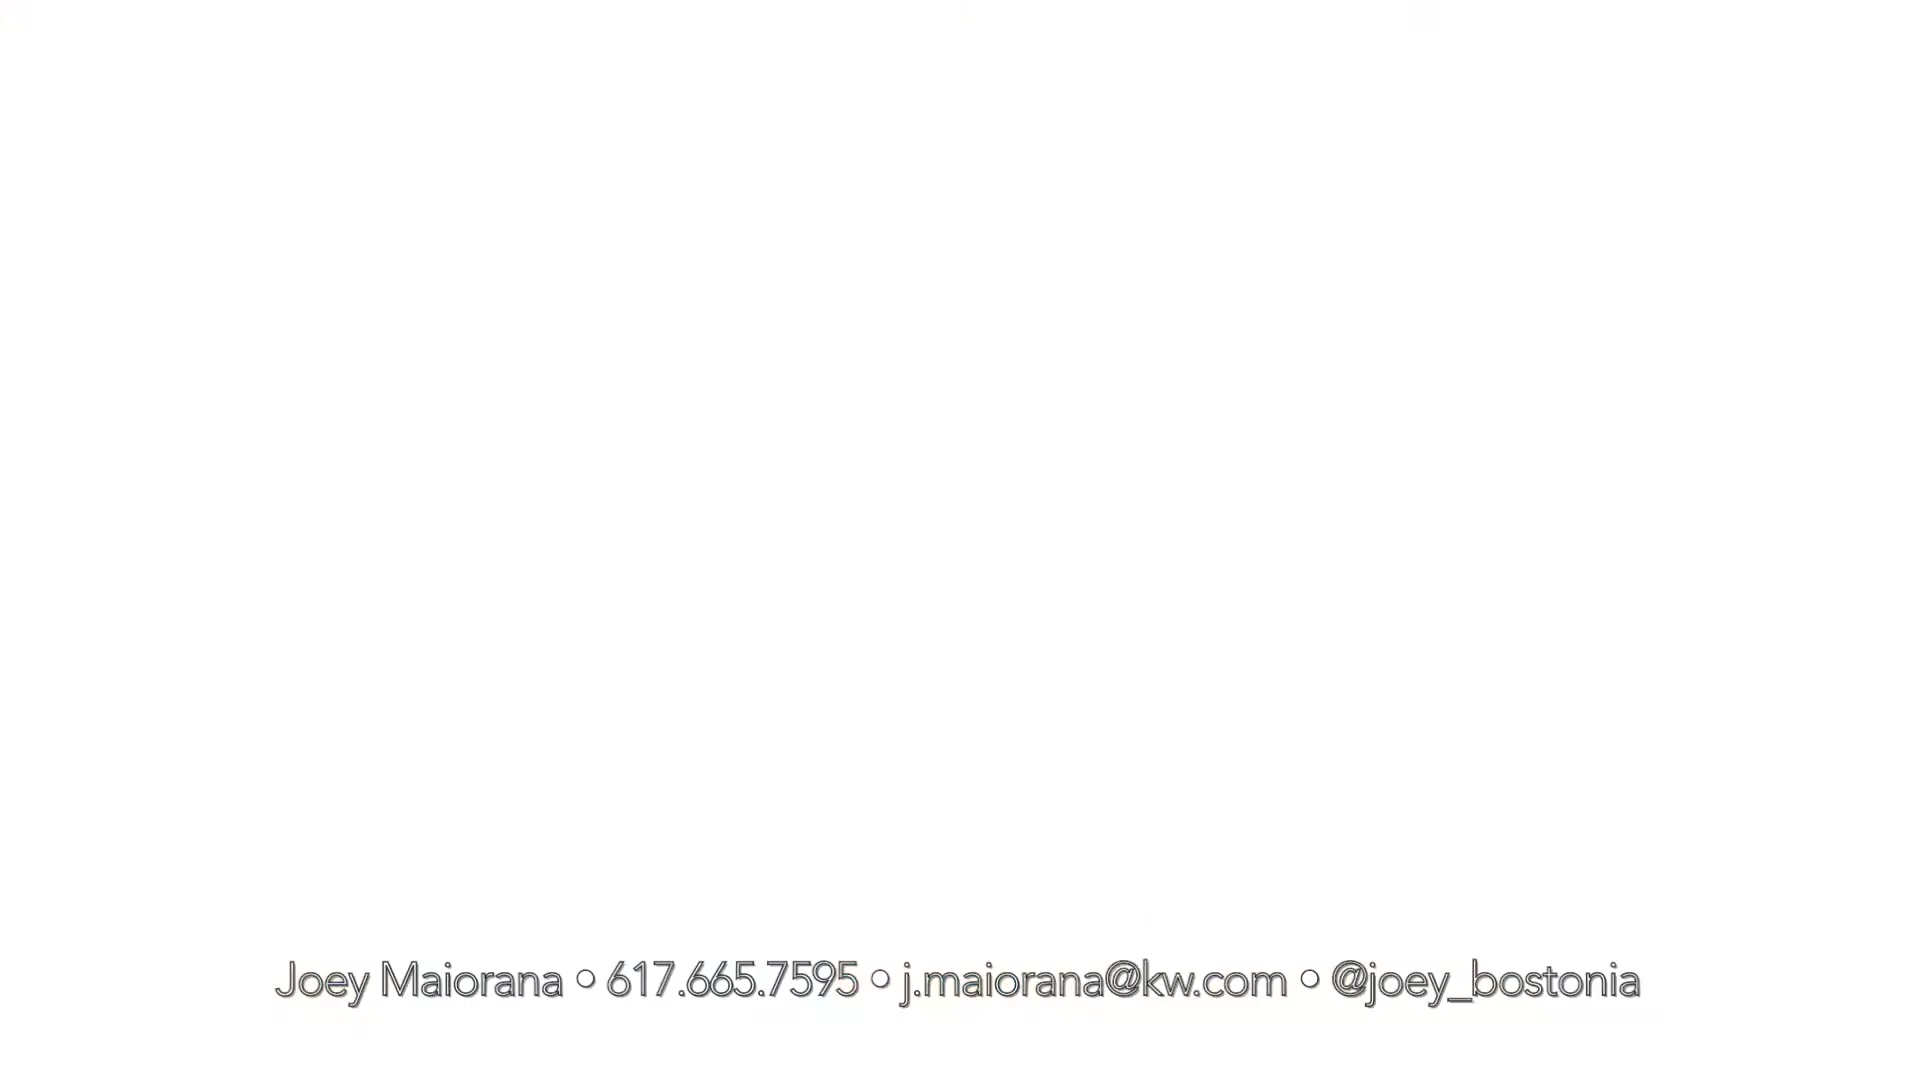 Joey Maiorana • 617.665.7595 • j.maiorana@kw.com • @joey_bostonia